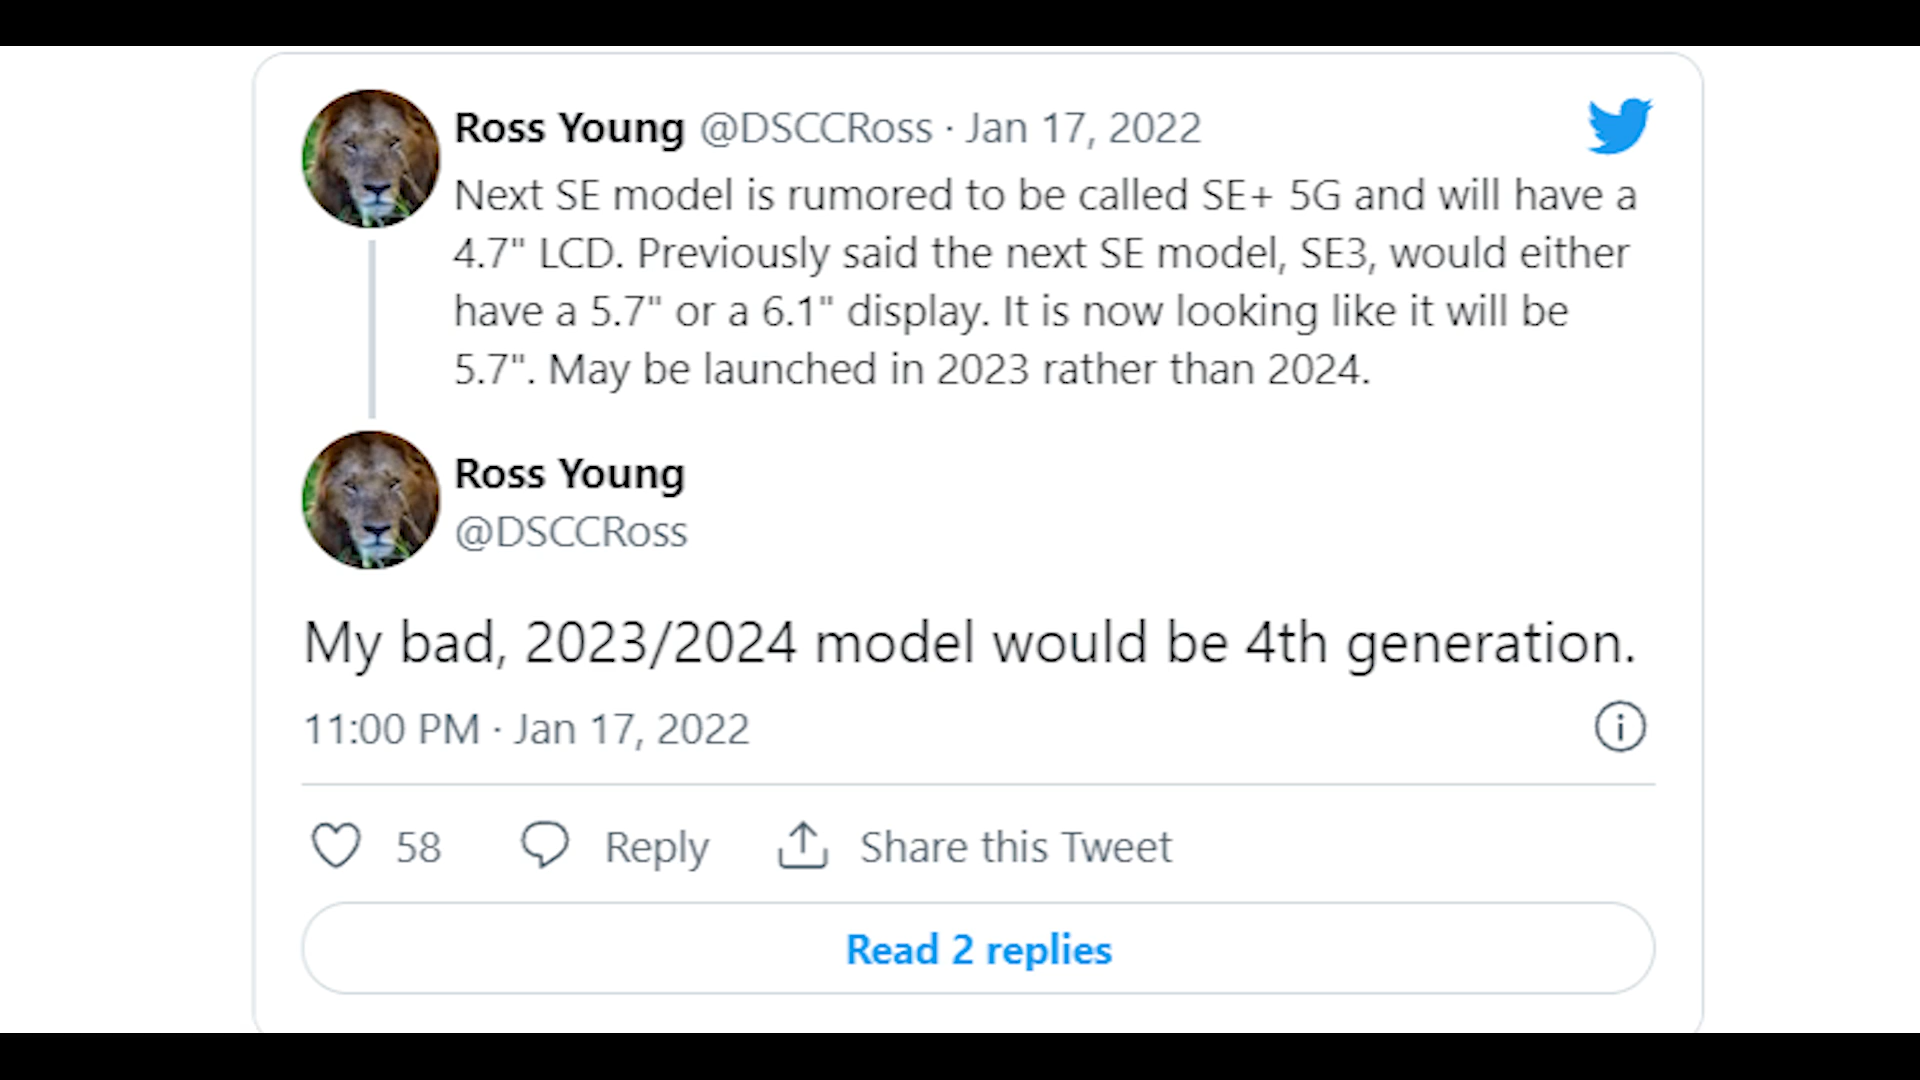 Ross Young @DSCCRoss · Jan 17, 2022
Next SE model is rumored to be called SE+ 5G and will have a
4.7" LCD. Previously said the next SE model, SE3, would either
have a 5.7" or a 6.1" display. It is now looking like it will be
5.7". May be launched in 2023 rather than 2024.
Ross Young
@DSCCRoss
My bad, 2023/2024 model would be 4th generation.
11:00 PM · Jan 17, 2022
58 Reply Share this Tweet
Read 2 replies